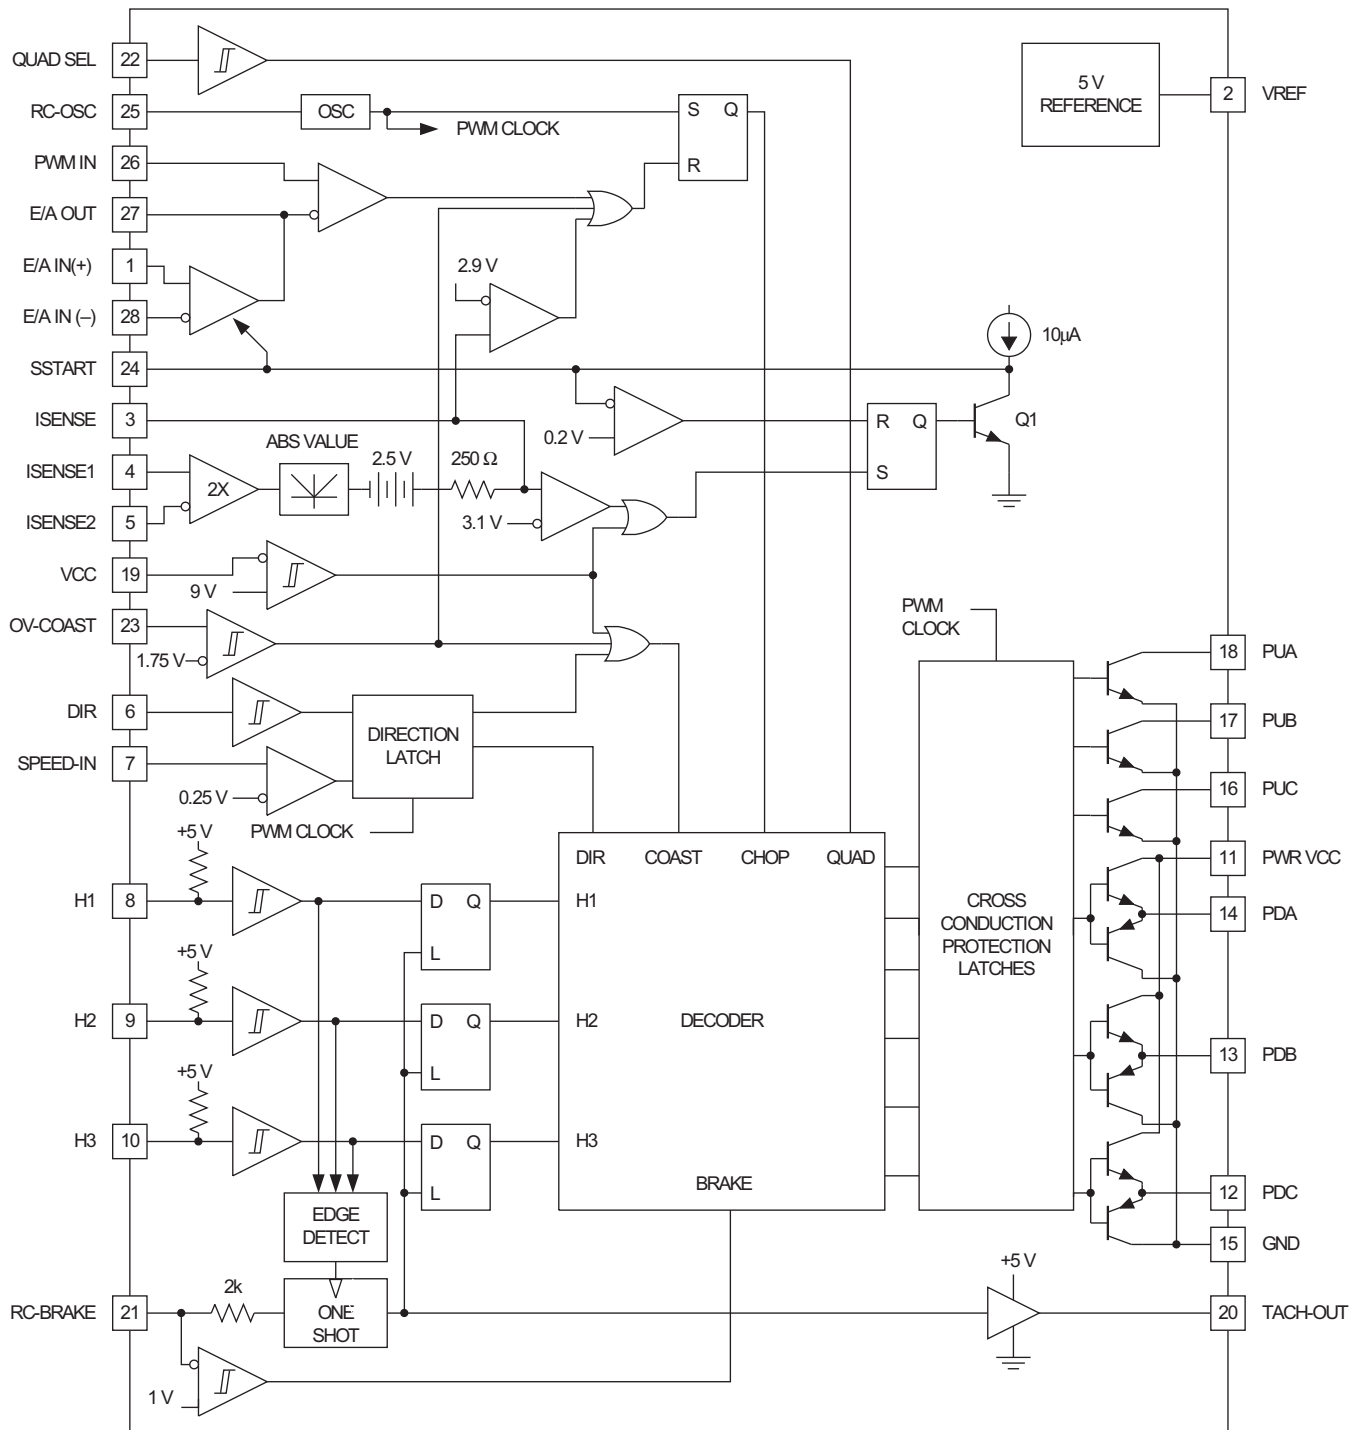 QUAD SEL 22
RC-OSC 25 OSC PWM CLOCK
S Q
R
5 V
REFERENCE
2 VREF
PWM IN 26
E/A OUT 27
E/A IN(+) 1
2.9 V
E/A IN (–) 28
10µA
SSTART 24
ISENSE 3
0.2 V
R Q
S
Q1
ISENSE1 4
ISENSE2 5
2X
ABS VALUE
2.5 V
250 Ω
3.1 V
VCC 19
9 V
OV-COAST 23
1.75 V
DIR 6
SPEED-IN 7
0.25 V
DIRECTION
LATCH
PWM CLOCK
PWM
CLOCK
18 PUA
17 PUB
16 PUC
11 PWR VCC
14 PDA
13 PDB
12 PDC
15 GND
CROSS
CONDUCTION
PROTECTION
LATCHES
DIR COAST CHOP QUAD
H1
H2 DECODER
H3
BRAKE
+5 V
H1 8
D Q
L
+5 V
H2 9
D Q
L
+5 V
H3 10
D Q
L
EDGE
DETECT
RC-BRAKE 21
2k
ONE
SHOT
1 V
+5 V
20 TACH-OUT